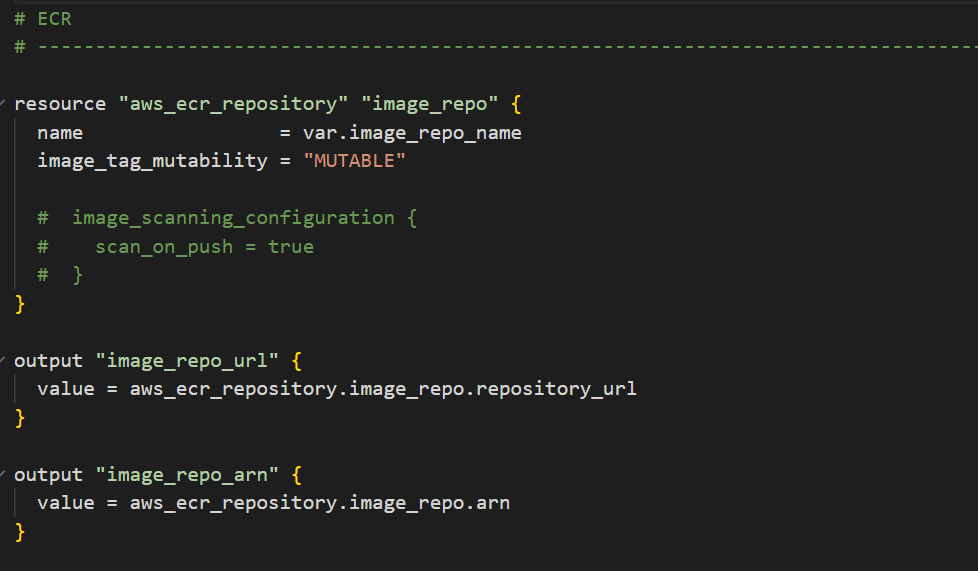 # ECR
# ----------------------------------------------------------------------------------
resource "aws_ecr_repository" "image_repo" {
  name                 = var.image_repo_name
  image_tag_mutability = "MUTABLE"
  #  image_scanning_configuration {
  #    scan_on_push = true
  #  }
}
output "image_repo_url" {
  value = aws_ecr_repository.image_repo.repository_url
}
output "image_repo_arn" {
  value = aws_ecr_repository.image_repo.arn
}